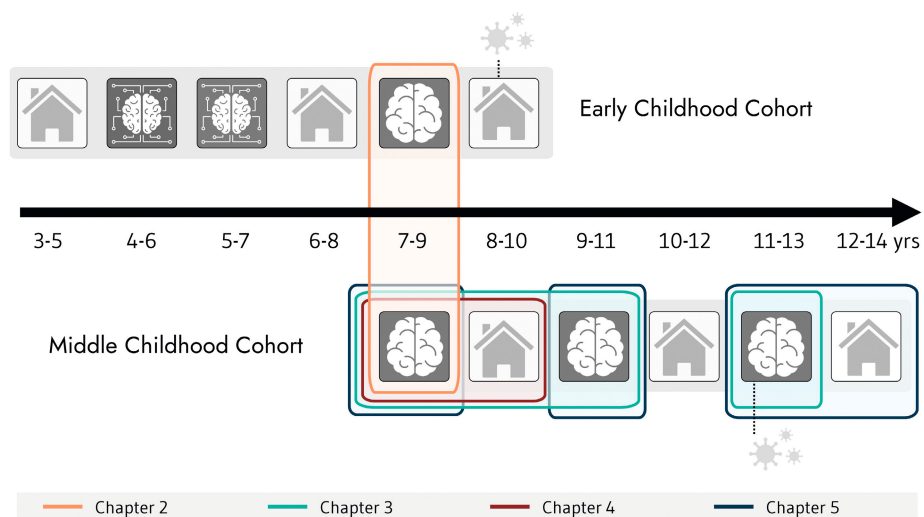 Early Childhood Cohort
3-5 4-6 5-7 6-8 7-9 8-10 9-11 10-12 11-13 12-14 yrs
Middle Childhood Cohort
Chapter 2 Chapter 3 Chapter 4 Chapter 5